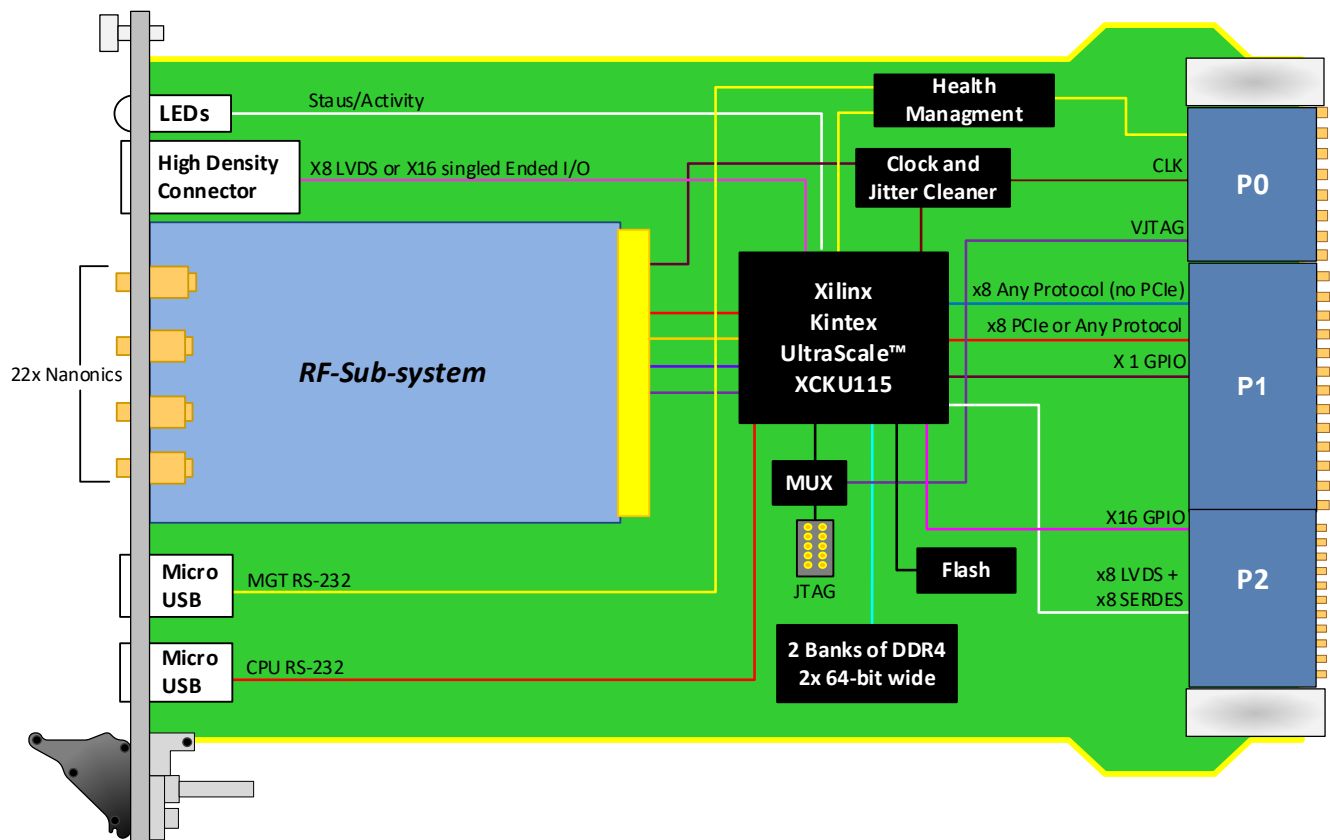 LEDs
Staus/Activity
Health
Managment
High Density
Connector
X8 LVDS or X16 singled Ended I/O
Clock and
Jitter Cleaner
CLK
P0
VJTAG
22x Nanonics
RF-Sub-system
Xilinx
Kintex
UltraScale™
XCKU115
x8 Any Protocol (no PCIe)
x8 PCIe or Any Protocol
X 1 GPIO
P1
MUX
JTAG
Flash
X16 GPIO
x8 LVDS +
x8 SERDES
P2
Micro
USB
MGT RS-232
Micro
USB
CPU RS-232
2 Banks of DDR4
2x 64-bit wide